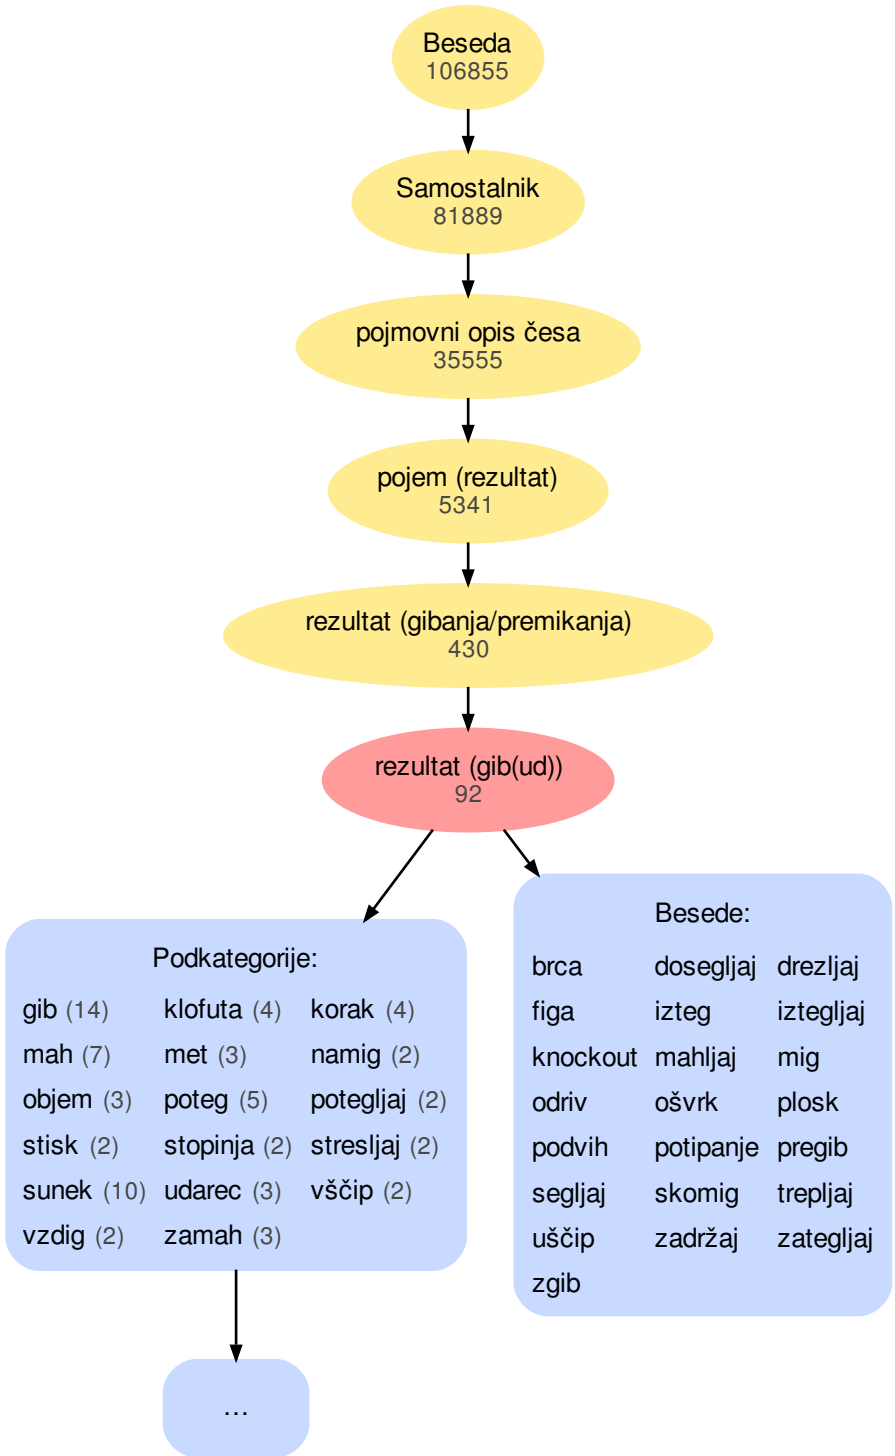 Beseda
106855
Samostalnik
81889
pojmovni opis česa
35555
pojem (rezultat)
5341
rezultat (gibanja/premikanja)
430
rezultat (gib(ud))
92
Podkategorije:
gib (14) klofuta (4) korak (4)
mah (7) met (3) namig (2)
objem (3) poteg (5) potegljaj (2)
stisk (2) stopinja (2) stresljaj (2)
sunek (10) udarec (3) vščip (2)
vzdig (2) zamah (3)
Besede:
brca dosegljaj drezljaj
figa izteg iztegljaj
knockout mahljaj mig
odriv ošvrk plosk
podvih potipanje pregib
segljaj skomig trepljaj
uščip zadržaj zategljaj
zgib
...